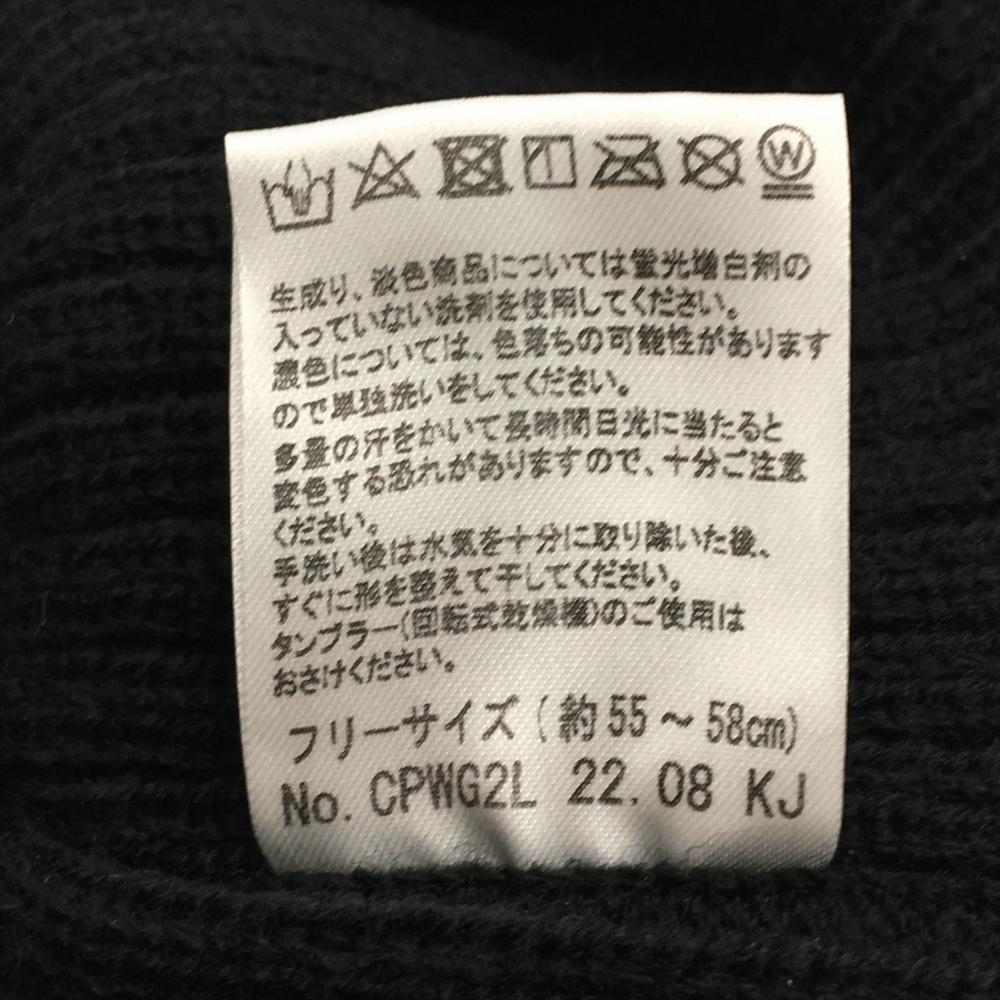 W
生成り、淡色商品については蛍光増白剤の
入っていない洗剤を使用してください。
濃色については、色落ちの可能性があります
ので単独洗いをしてください。
多量の汗をかいて長時間日光に当たると
変色する恐れがありますので、十分ご注意
ください。
手洗い後は水気を十分に取り除いた後、
すぐに形を整えて干してください。
タンブラー(回転式乾燥機)のご使用は
おさけください。
フリーサイズ(約55～58cm)
No. CPWG2L 22.08 KJ